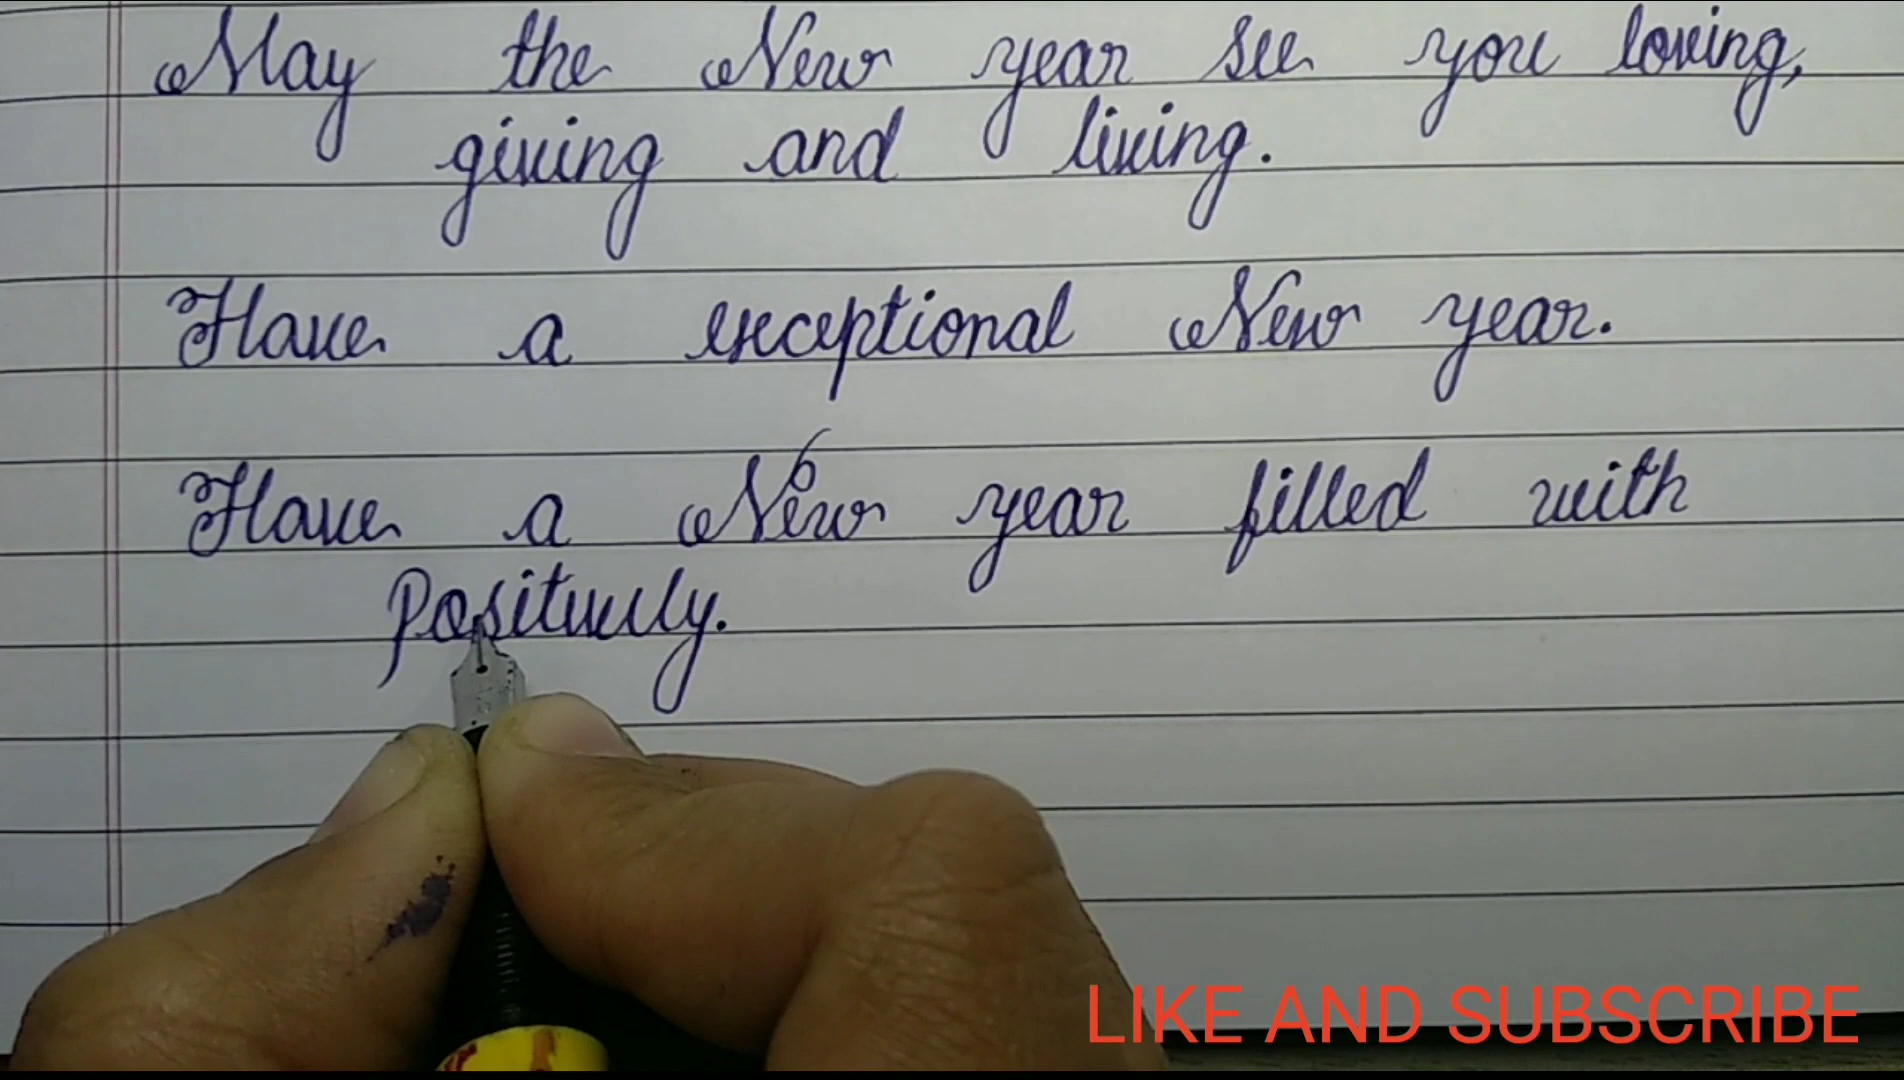 May the New year see you loving,
giving and living.
Have a exceptional New year.
Have a New year filled with
Positively.
LIKE AND SUBSCRIBE